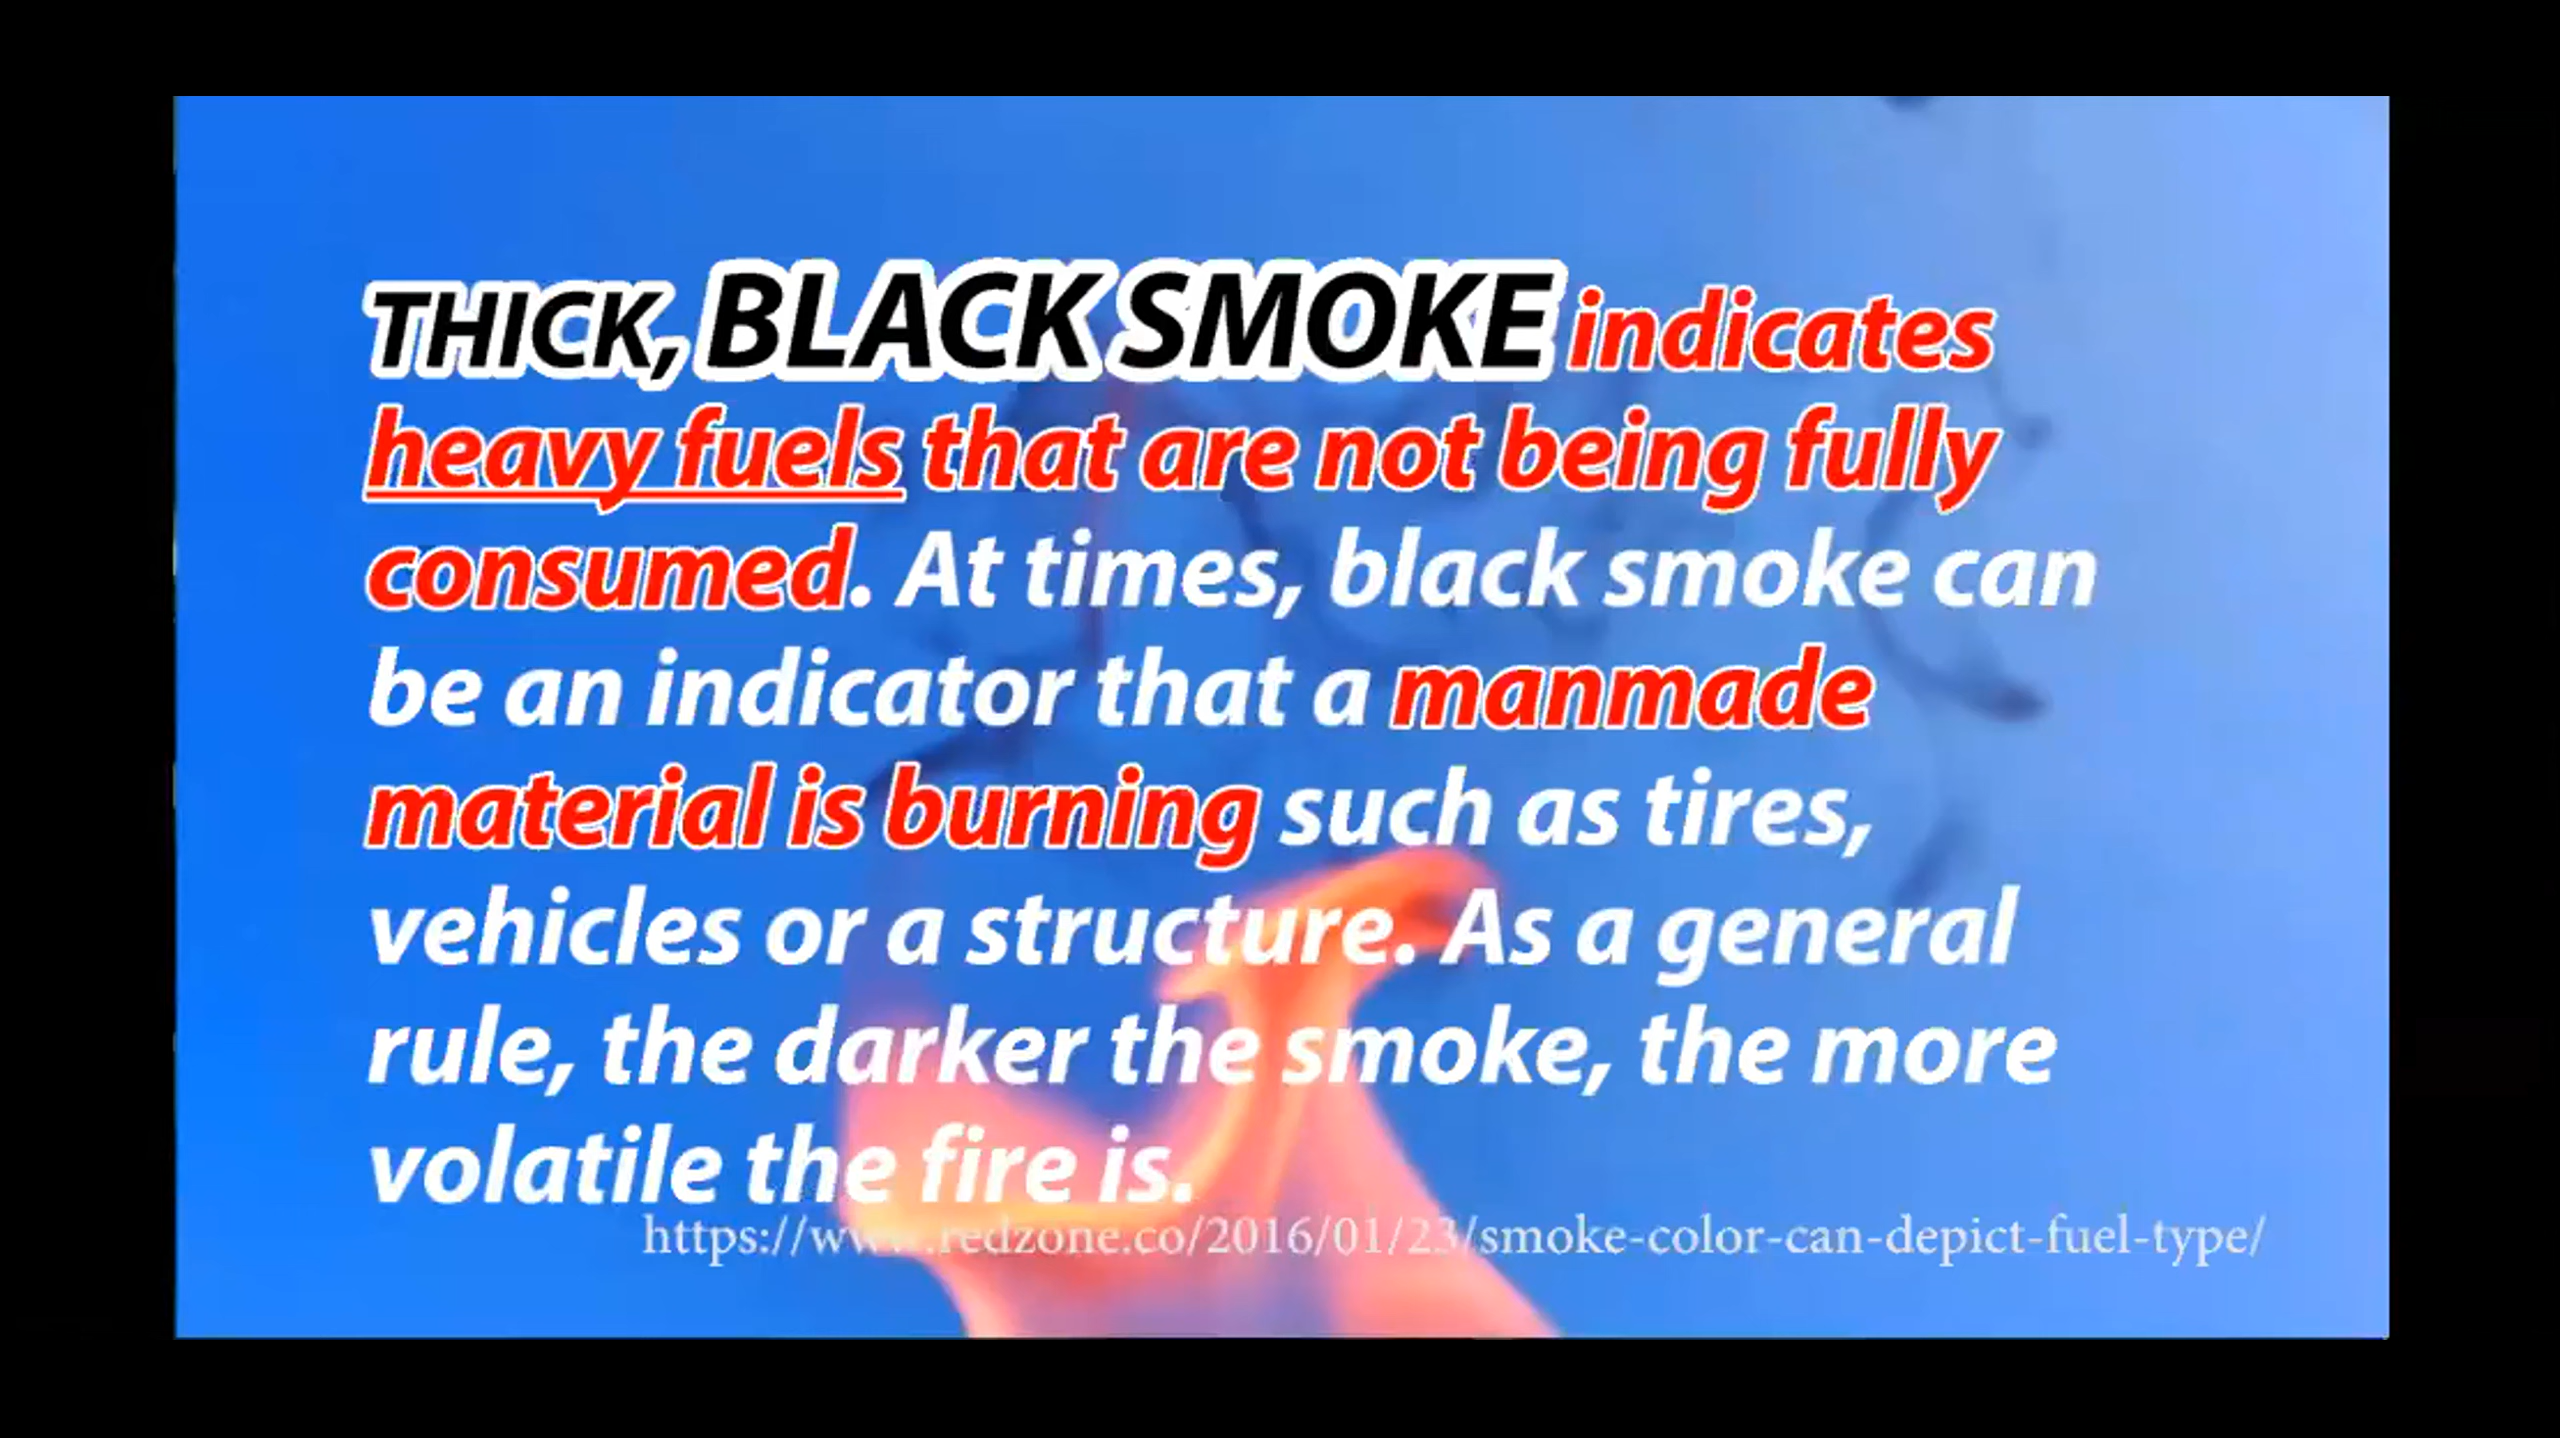 THICK, BLACK SMOKE indicates
heavy fuels that are not being fully
consumed. At times, black smoke can
be an indicator that a manmade
material is burning such as tires,
vehicles or a structure. As a general
rule, the darker the smoke, the more
volatile the fire is.
https://www.redzone.co/2016/01/23/smoke-color-can-depict-fuel-type/